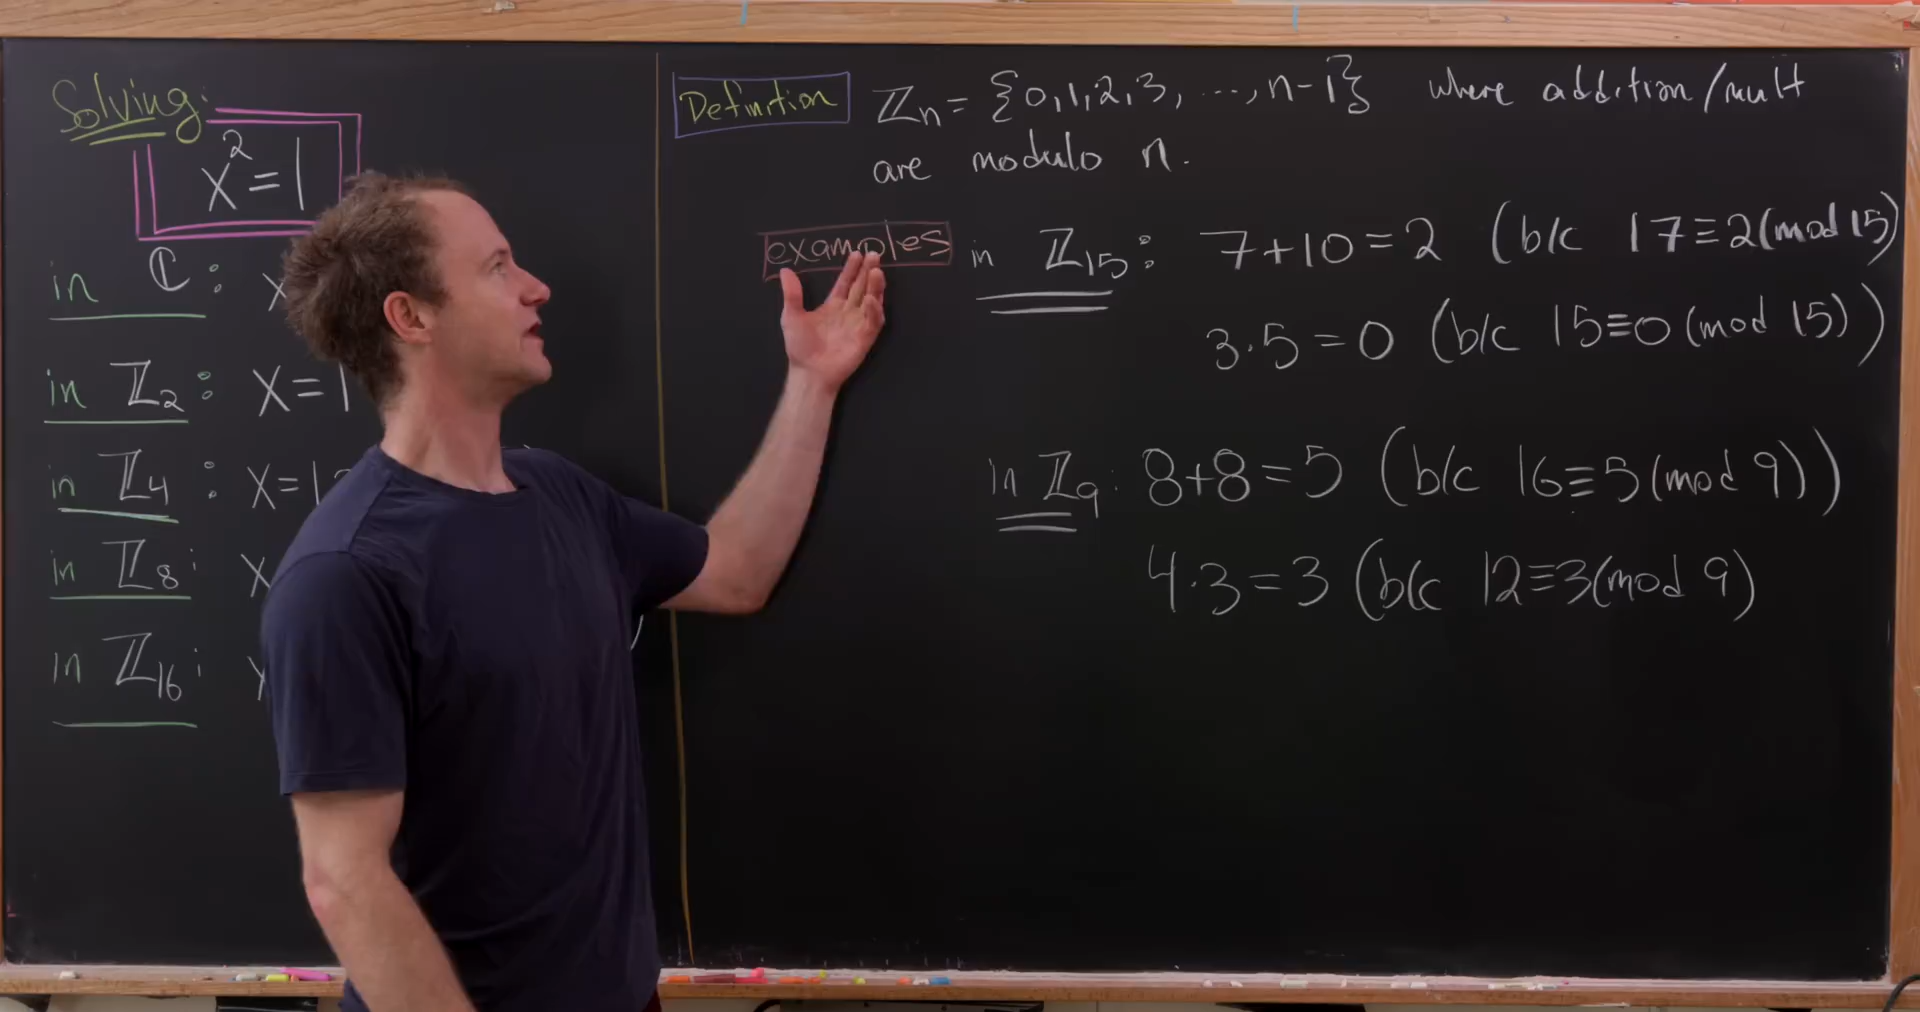 Solving:
x² = 1
in ℂ: x
in ℤ₂: x = 1
in ℤ₄: x = 1,
in ℤ₈: x
in ℤ₁₆: x
Definition ℤₙ = {0, 1, 2, 3, ..., n-1} where addition/mult
are modulo n.
examples in ℤ₁₅: 7+10 = 2 (b/c 17 ≡ 2 (mod 15)
3·5 = 0 (b/c 15 ≡ 0 (mod 15))
in ℤ₉: 8+8 = 5 (b/c 16 ≡ 5 (mod 9))
4·3 = 3 (b/c 12 ≡ 3 (mod 9)